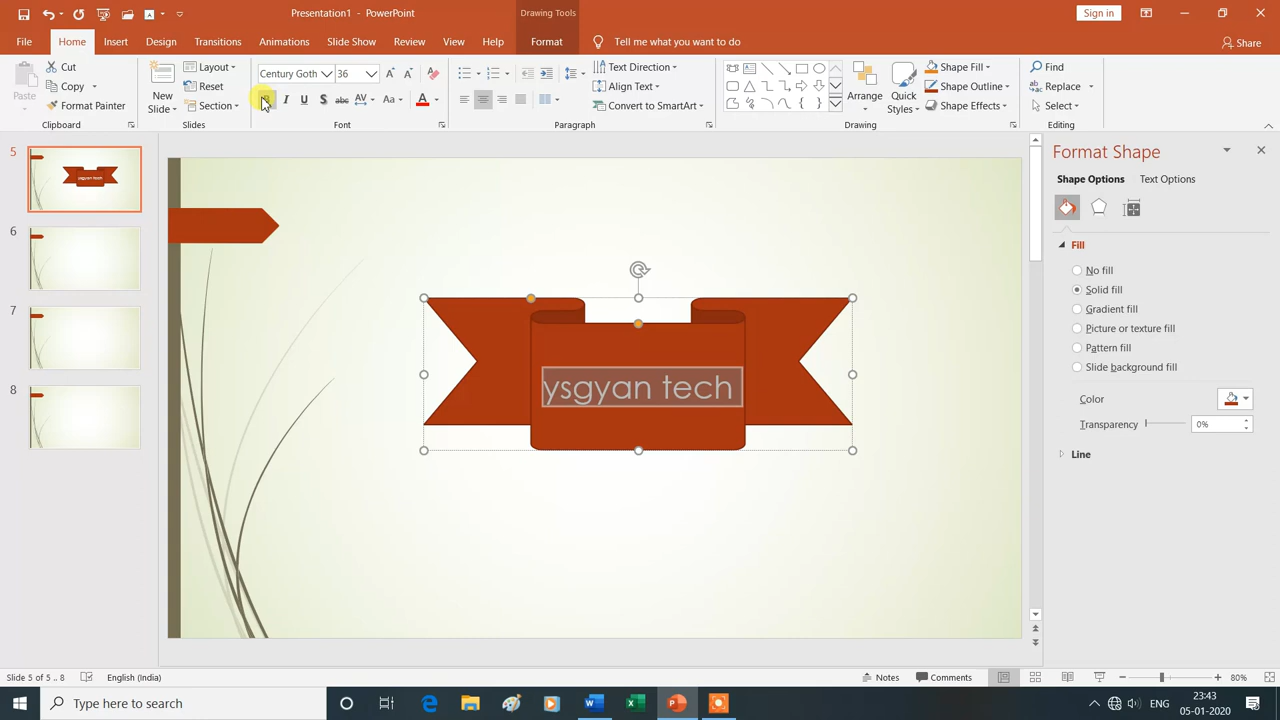 Presentation1 - PowerPoint
Drawing Tools
Sign in
File
Home
Insert
Design
Transitions
Animations
Slide Show
Review
View
Help
Format
Tell me what you want to do
Share
Paste
Cut
Copy
Format Painter
Clipboard
New
Slide
Layout
Reset
Section
Slides
Century Goth
36
Font
Text Direction
Align Text
Convert to SmartArt
Paragraph
Arrange
Quick
Styles
Shape Fill
Shape Outline
Shape Effects
Drawing
Find
Replace
Select
Editing
5
6
7
8
ysgyan tech
Format Shape
Shape Options
Text Options
Fill
No fill
Solid fill
Gradient fill
Picture or texture fill
Pattern fill
Slide background fill
Color
Transparency
0%
Line
Slide 5 of 5 .. 8
English (India)
Notes
Comments
80%
Type here to search
ENG
23:43
05-01-2020